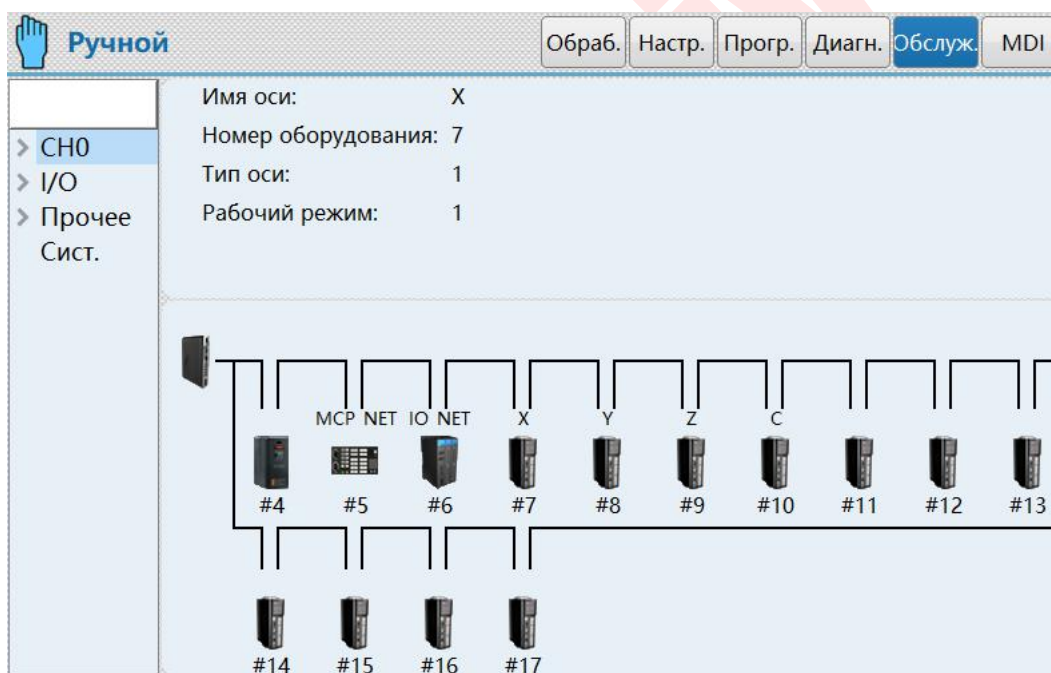 Ручной
Обраб. Настр. Прогр. Диагн. Обслуж. MDI
CH0
I/O
Прочее
Сист.
Имя оси: X
Номер оборудования: 7
Тип оси: 1
Рабочий режим: 1
MCP NET IO NET X Y Z C
#4 #5 #6 #7 #8 #9 #10 #11 #12 #13
#14 #15 #16 #17